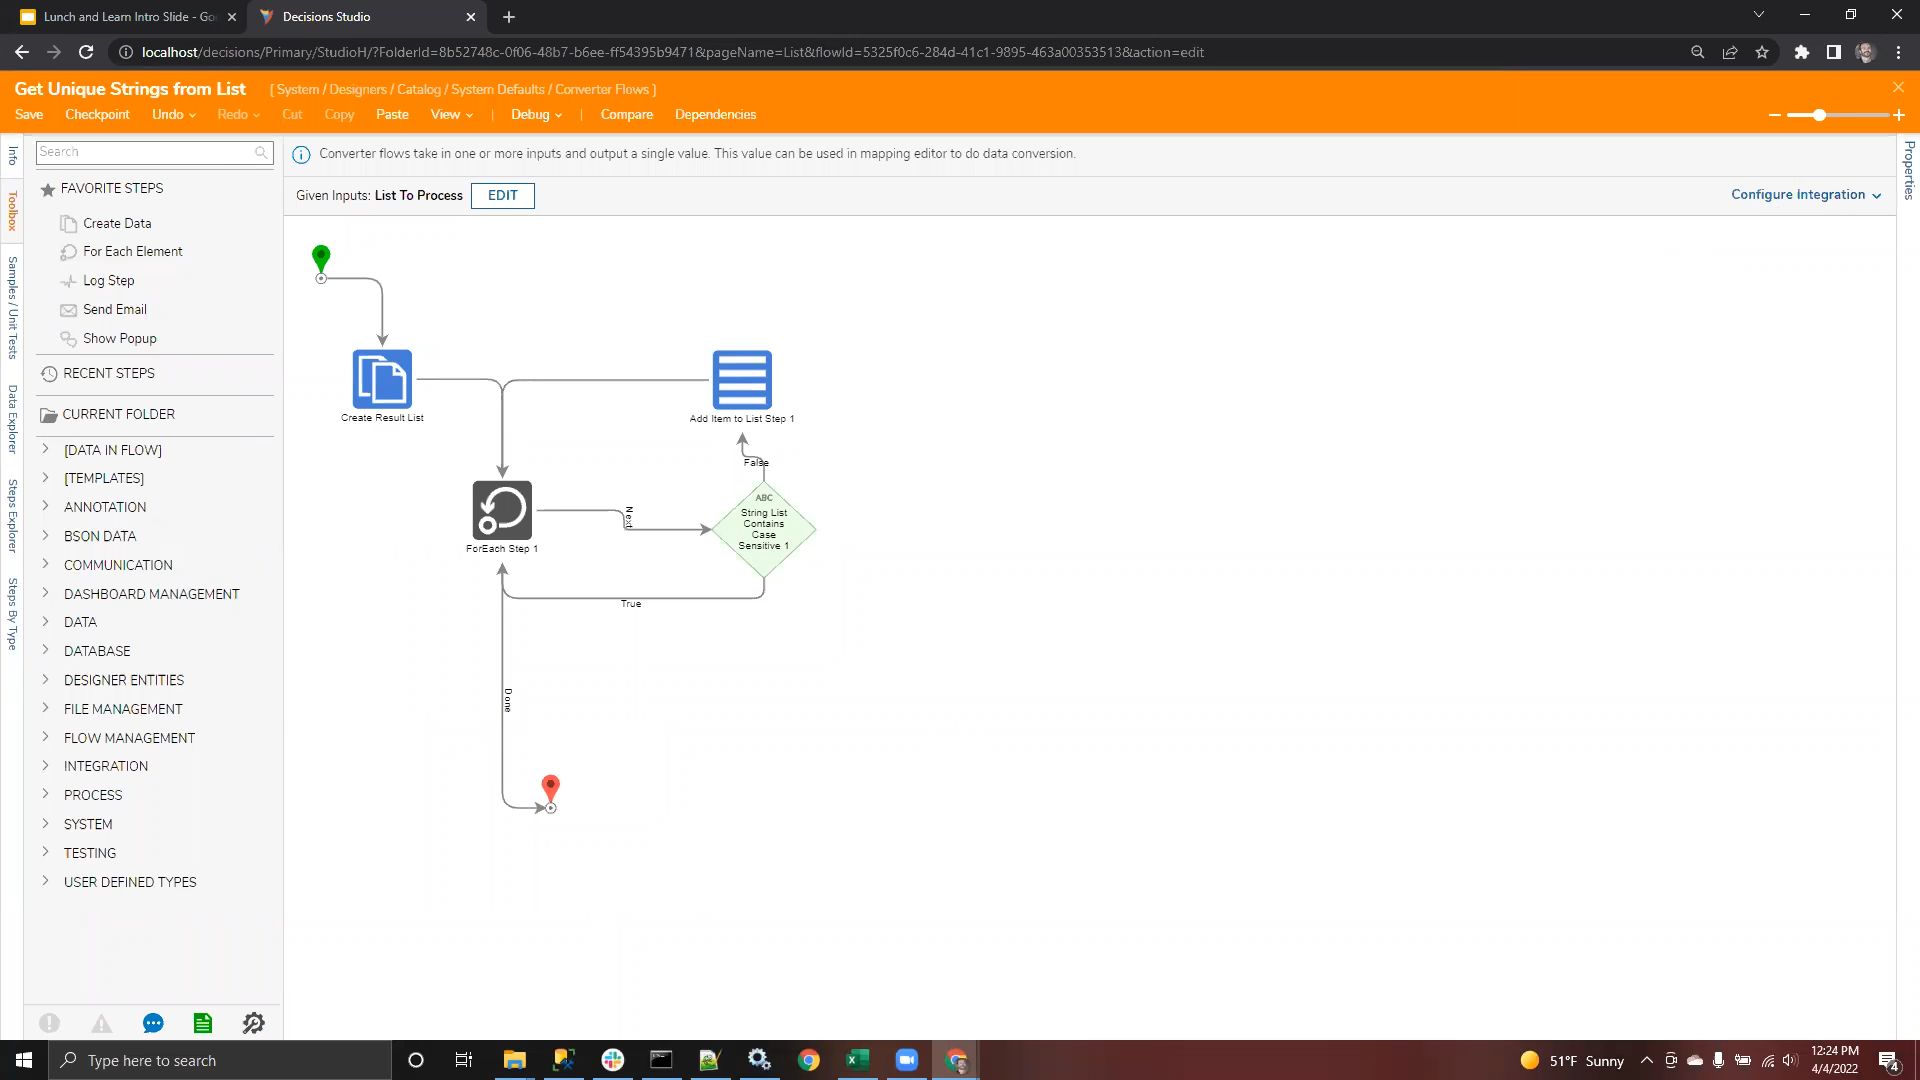 Lunch and Learn Intro Slide - Goo
Decisions Studio
localhost/decisions/Primary/StudioH/?FolderId=8b52748c-0f06-48b7-b6ee-ff54395b9471&pageName=List&flowId=5325f0c6-284d-41c1-9895-463a00353513&action=edit
Get Unique Strings from List [ System / Designers / Catalog / System Defaults / Converter Flows ]
Save Checkpoint Undo Redo Cut Copy Paste View | Debug | Compare Dependencies
Info
Toolbox
Samples / Unit Tests
Data Explorer
Steps Explorer
Steps By Type
Search
FAVORITE STEPS
Create Data
For Each Element
Log Step
Send Email
Show Popup
RECENT STEPS
CURRENT FOLDER
[DATA IN FLOW]
[TEMPLATES]
ANNOTATION
BSON DATA
COMMUNICATION
DASHBOARD MANAGEMENT
DATA
DATABASE
DESIGNER ENTITIES
FILE MANAGEMENT
FLOW MANAGEMENT
INTEGRATION
PROCESS
SYSTEM
TESTING
USER DEFINED TYPES
Converter flows take in one or more inputs and output a single value. This value can be used in mapping editor to do data conversion.
Given Inputs: List To Process EDIT
Configure Integration
Properties
Create Result List
Add Item to List Step 1
False
ABC
String List
Contains
Case
Sensitive 1
Next
ForEach Step 1
True
Done
Type here to search
51°F Sunny
12:24 PM
4/4/2022
4